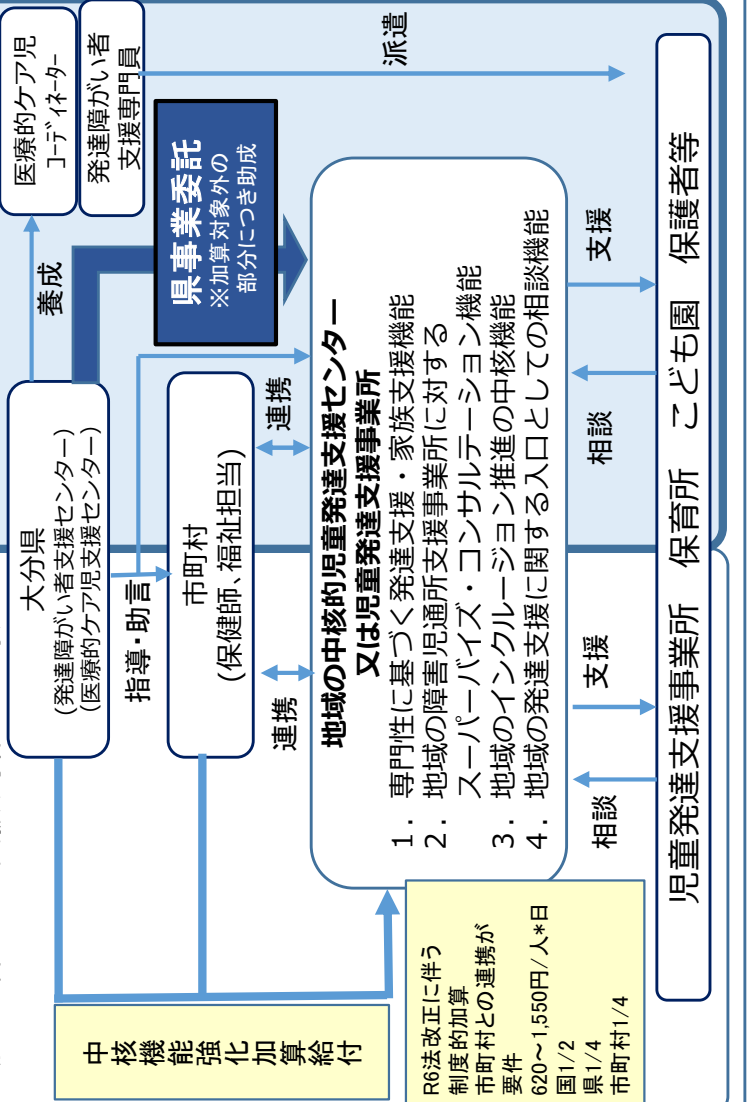 大分県
(発達障がい者支援センター)
(医療的ケア児支援センター)
養成
医療的ケア児
コーディネーター
発達障がい者
支援専門員
派遣
指導・助言
県事業委託
※加算対象外の
部分につき助成
市町村
(保健師、福祉担当)
連携
連携
中核機能強化加算給付
地域の中核的児童発達支援センター
又は児童発達支援事業所
1. 専門性に基づく発達支援・家族支援機能
2. 地域の障害児通所支援事業所に対する
スーパーバイズ・コンサルテーション機能
3. 地域のインクルージョン推進の中核機能
4. 地域の発達支援に関する入口としての相談機能
R6法改正に伴う
制度的加算
市町村との連携が
要件
620～1,550円/人*日
国1/2
県1/4
市町村1/4
相談
支援
相談
支援
児童発達支援事業所 保育所 こども園 保護者等